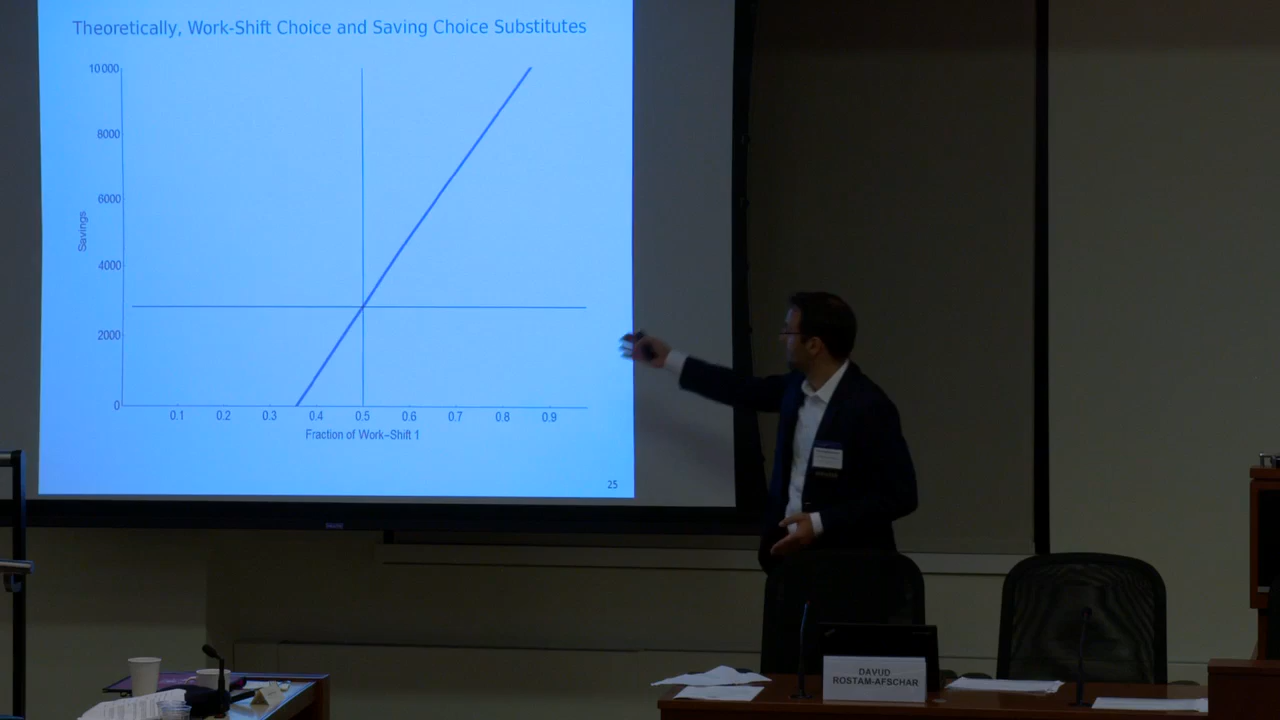 Theoretically, Work-Shift Choice and Saving Choice Substitutes
10000
8000
6000
4000
2000
0
Savings
0.1 0.2 0.3 0.4 0.5 0.6 0.7 0.8 0.9
Fraction of Work–Shift 1
25
DAVUD
ROSTAM-AFSCHAR